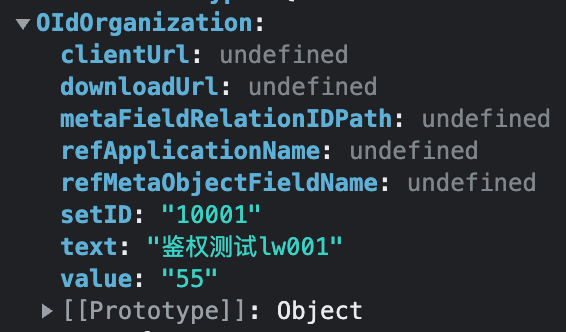 ▼ OIdOrganization:
clientUrl: undefined
downloadUrl: undefined
metaFieldRelationIDPath: undefined
refApplicationName: undefined
refMetaObjectFieldName: undefined
setID: "10001"
text: "鉴权测试lw001"
value: "55"
▶ [[Prototype]]: Object